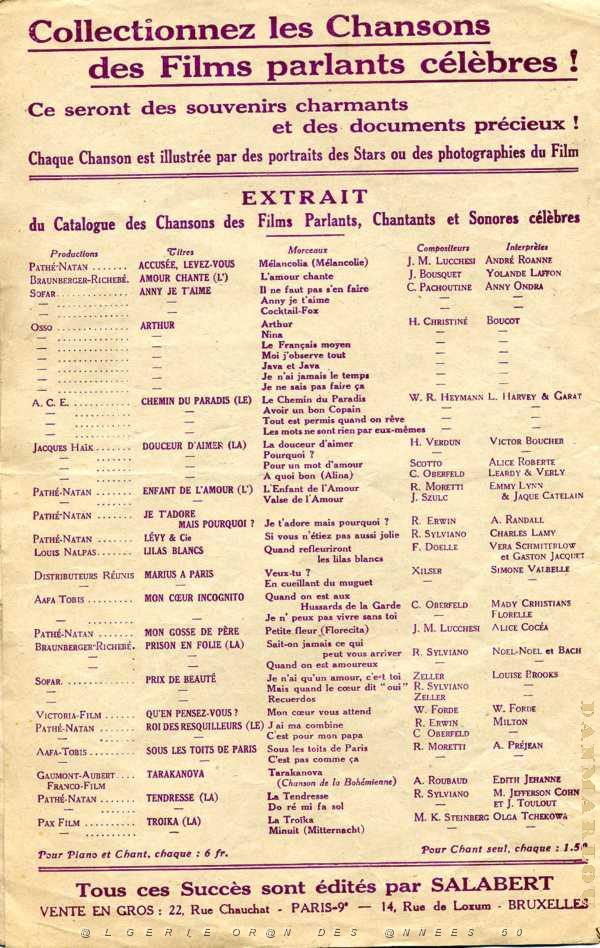 Collectionnez les Chansons
des Films parlants célèbres !
Ce seront des souvenirs charmants
et des documents précieux !
Chaque Chanson est illustrée par des portraits des Stars ou des photographies du Film
EXTRAIT
du Catalogue des Chansons des Films Parlants, Chantants et Sonores célèbres
Productions Titres Morceaux Compositeurs Interprètes
PATHÉ-NATAN ....... ACCUSÉE, LEVEZ-VOUS Mélancolia (Mélancolie) J. M. LUCCHESI ANDRÉ ROANNE
BRAUNBERGER-RICHEBÉ. AMOUR CHANTE (L') L'amour chante J. BOUSQUET YOLANDE LAFFON
SOFAR. ............ ANNY JE T'AIME Il ne faut pas s'en faire C. PACHOUTINE ANNY ONDRA
— ............ — Anny je t'aime — —
— ............ — Cocktail-Fox — —
OSSO ............ ARTHUR Arthur H. CHRISTINÉ BOUCOT
— ............ — Nina — —
— ............ — Le Français moyen — —
— ............ — Moi j'observe tout — —
— ............ — Java et Java — —
— ............ — Je n'ai jamais le temps — —
— ............ — Je ne sais pas faire ça — —
A. C. E. ............ CHEMIN DU PARADIS (LE) Le Chemin du Paradis W. R. HEYMANN L. HARVEY & GARAT
— ............ — Avoir un bon Copain — —
— ............ — Tout est permis quand on rêve — —
— ............ — Les mots ne sont rien par eux-mêmes — —
JACQUES HAÏK ....... DOUCEUR D'AIMER (LA) La douceur d'aimer H. VERDUN VICTOR BOUCHER
— ............ — Pourquoi ? — —
— ............ — Pour un mot d'amour SCOTTO ALICE ROBERTE
— ............ — A quoi bon (Alina) C. OBERFELD LEARDY & VERLY
PATHÉ-NATAN ....... ENFANT DE L'AMOUR (L') L'Enfant de l'Amour R. MORETTI EMMY LYNN
— ............ — Valse de l'Amour J. SZULC & JAQUE CATELAIN
PATHÉ-NATAN ....... JE T'ADORE
MAIS POURQUOI ? Je t'adore mais pourquoi ? R. ERWIN A. RANDALL
PATHÉ-NATAN ....... LÉVY & Cie Si vous n'étiez pas aussi jolie R. SYLVIANO CHARLES LAMY
LOUIS NALPAS. ....... LILAS BLANCS Quand refleuriront F. DOELLE VERA SCHMITERLOW
les lilas blancs et GASTON JACQUET
DISTRIBUTEURS RÉUNIS MARIUS A PARIS Veux-tu ? XILSER SIMONE VALBELLE
— — En cueillant du muguet — —
AAFA TOBIS ......... MON CŒUR INCOGNITO Quand on est aux
Hussards de la Garde C. OBERFELD MADY CRHISTIANS
— ............ — Je n' peux pas vivre sans toi — FLORELLE
PATHÉ-NATAN ....... MON GOSSE DE PÈRE Petite fleur (Florecita) J. M. LUCCHESI ALICE COCÉA
BRAUNBERGER-RICHEBÉ. PRISON EN FOLIE (LA) Sait-on jamais ce qui
peut vous arriver R. SYLVIANO NOEL-NOEL ET BACH
— ............ — Quand on est amoureux — —
SOFAR. ............ PRIX DE BEAUTÉ Je n'ai qu'un amour, c'est toi ZELLER LOUISE BROOKS
— ............ — Mais quand le cœur dit "oui" R. SYLVIANO —
— ............ — Recuerdos ZELLER —
VICTORIA-FILM ....... QU'EN PENSEZ-VOUS ? Mon cœur vous attend W. FORDE W. FORDE
PATHÉ-NATAN ....... ROI DES RESQUILLEURS (LE) J'ai ma combine R. ERWIN MILTON
— ............ — C'est pour mon papa C. OBERFELD —
AAFA-TOBIS ......... SOUS LES TOITS DE PARIS Sous les toits de Paris R. MORETTI A. PRÉJEAN
— ............ — C'est pas comme ça — —
GAUMONT-AUBERT TARAKANOVA Tarakanova
FRANCO-FILM (Chanson de la Bohémienne) A. ROUBAUD EDITH JEHANNE
PATHÉ-NATAN ....... TENDRESSE (LA) La Tendresse R. SYLVIANO M. JEFFERSON COHN
— ............ — Do ré mi fa sol — ET J. TOULOUT
PAX FILM ............ TROIKA (LA) La Troïka M. K. STEINBERG OLGA TCHEKOWA
— ............ — Minuit (Mitternacht) — —
Pour Piano et Chant, chaque : 6 fr. Pour Chant seul, chaque : 1.50
Tous ces Succès sont édités par SALABERT
VENTE EN GROS : 22, Rue Chauchat - PARIS-9e — 14, Rue de Loxum - BRUXELLES
@ L G E R I E O R @ N D E S @ N N E E S 5 0